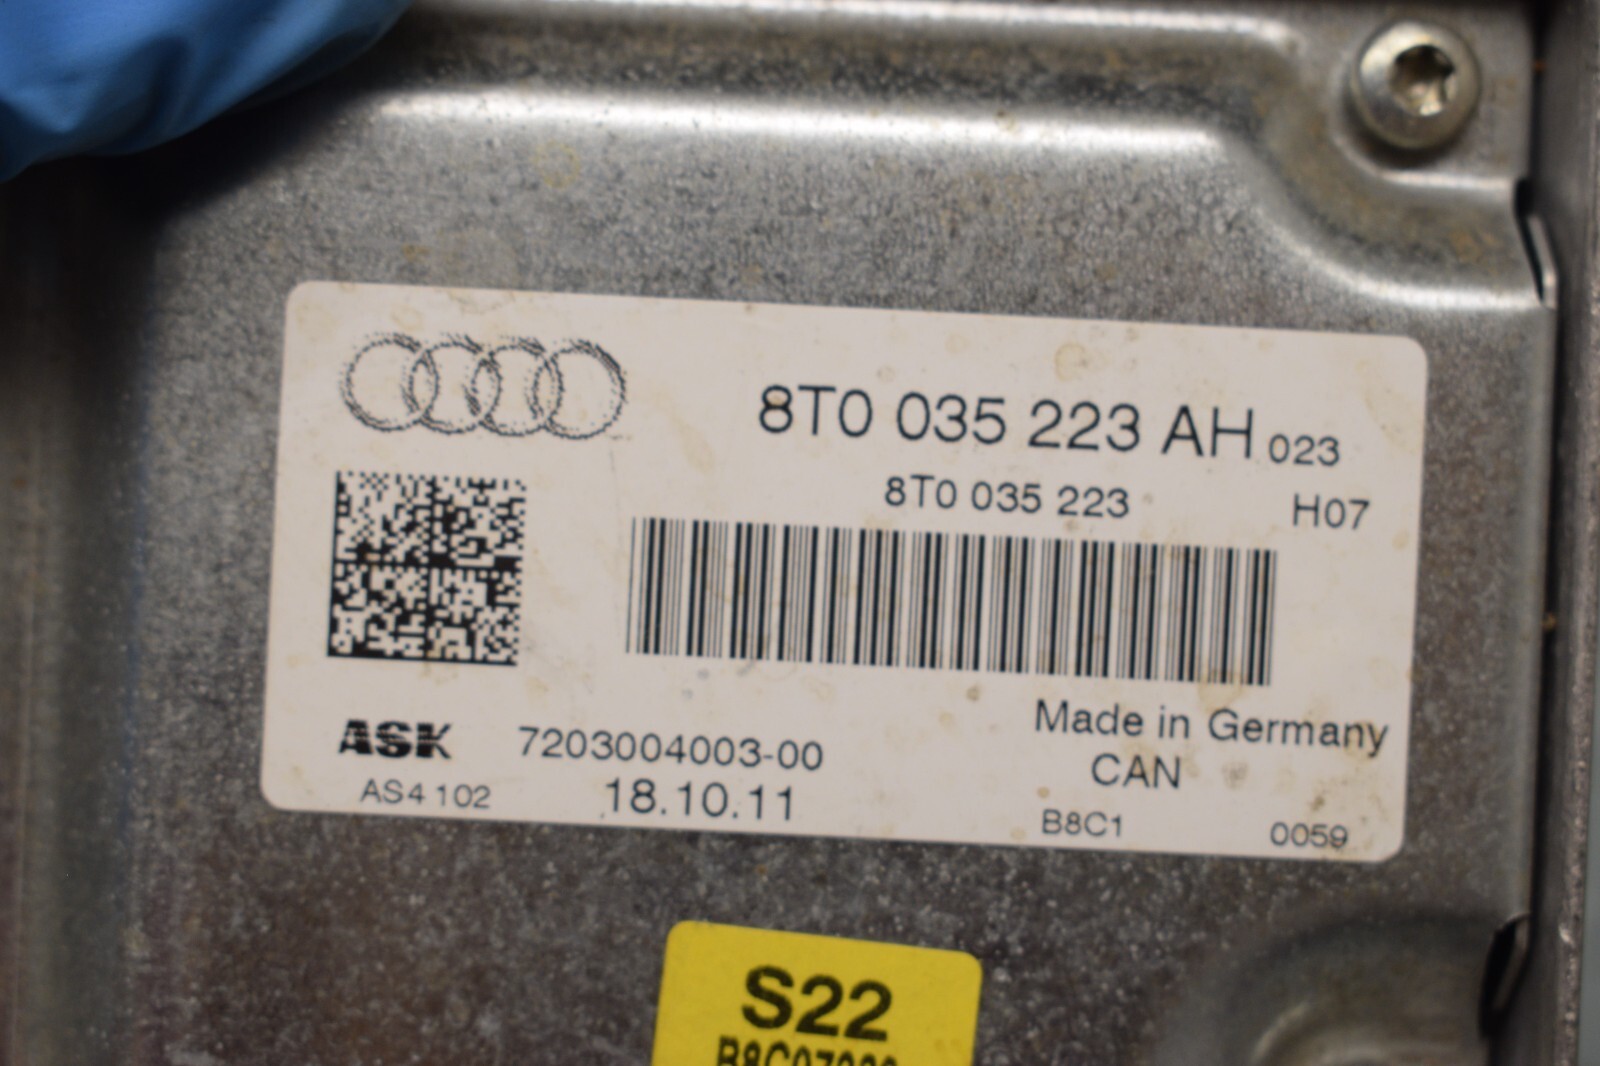 8T0 035 223 AH 023
8T0 035 223 H07
ASK 7203004003-00 Made in Germany
AS4 102 18.10.11 CAN
B8C1 0059
S22